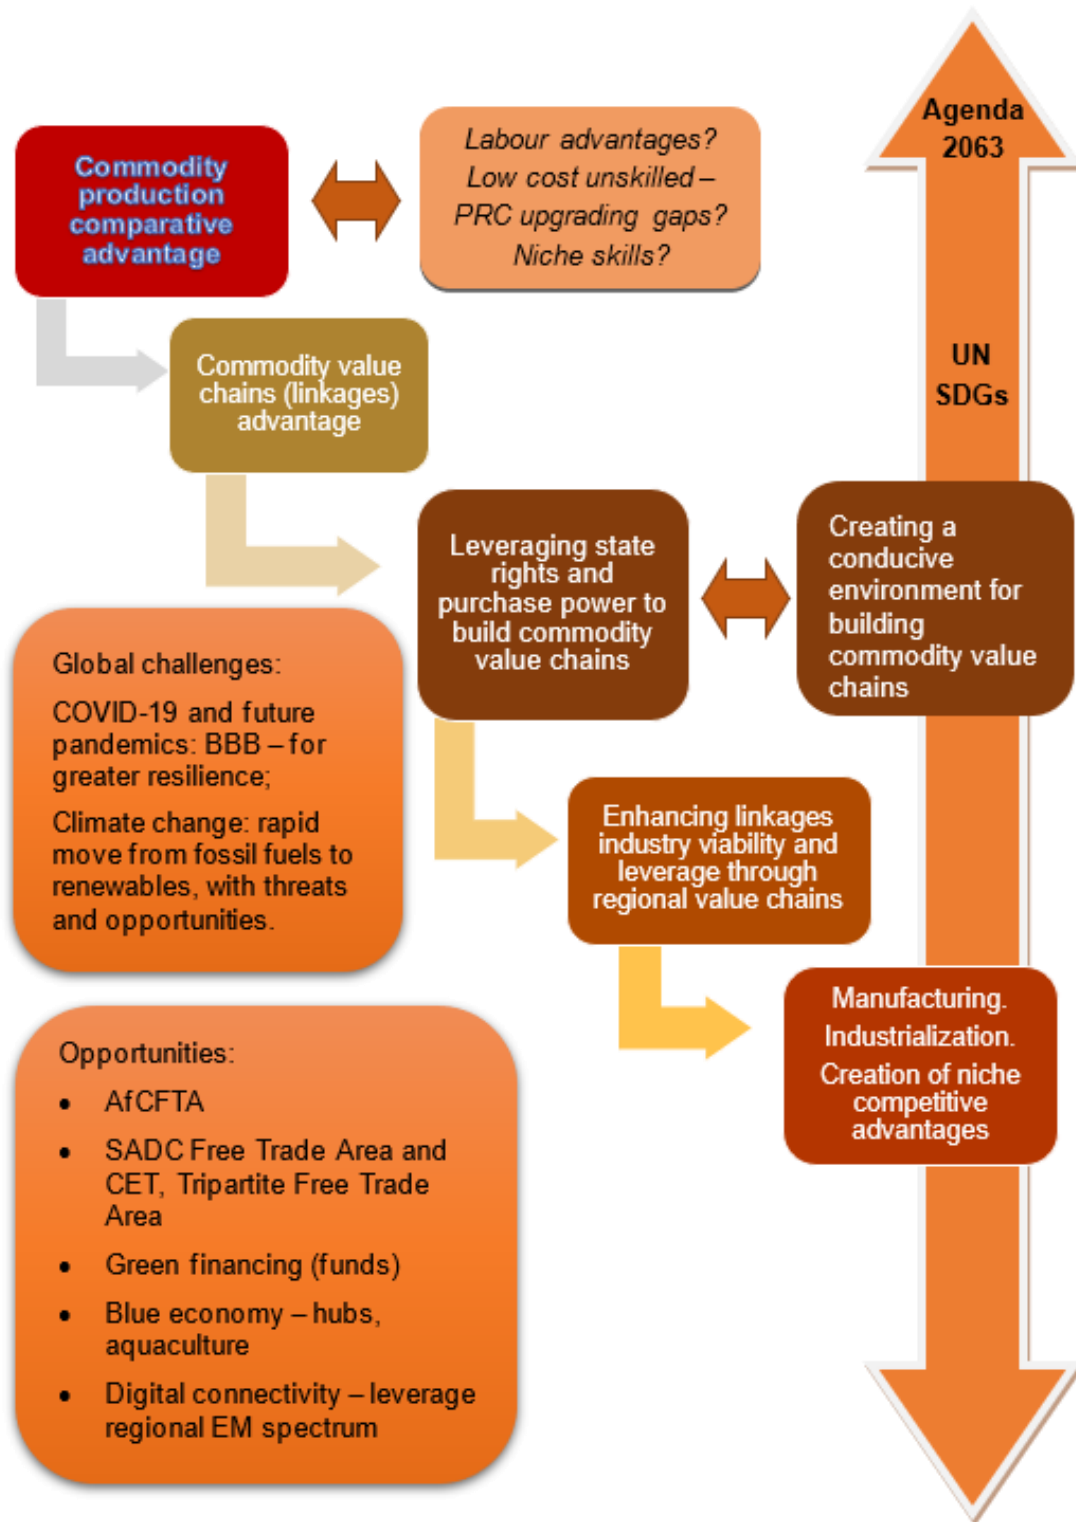 Agenda
2063
Commodity
production
comparative
advantage
Labour advantages?
Low cost unskilled –
PRC upgrading gaps?
Niche skills?
UN
SDGs
Commodity value
chains (linkages)
advantage
Leveraging state
rights and
purchase power to
build commodity
value chains
Creating a
conducive
environment for
building
commodity value
chains
Global challenges:
COVID-19 and future
pandemics: BBB – for
greater resilience;
Climate change: rapid
move from fossil fuels to
renewables, with threats
and opportunities.
Enhancing linkages
industry viability and
leverage through
regional value chains
Manufacturing.
Industrialization.
Creation of niche
competitive
advantages
Opportunities:
• AfCFTA
• SADC Free Trade Area and
CET, Tripartite Free Trade
Area
• Green financing (funds)
• Blue economy – hubs,
aquaculture
• Digital connectivity – leverage
regional EM spectrum